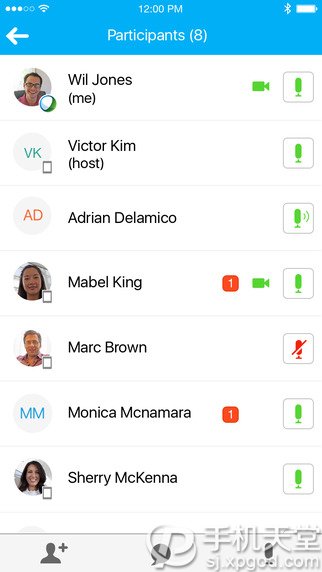 12:00 PM
Participants (8)
Wil Jones
(me)
VK
Victor Kim
(host)
AD
Adrian Delamico
Mabel King
1
Marc Brown
MM
Monica Mcnamara
1
Sherry McKenna
手机天堂
sj.xpgod.com